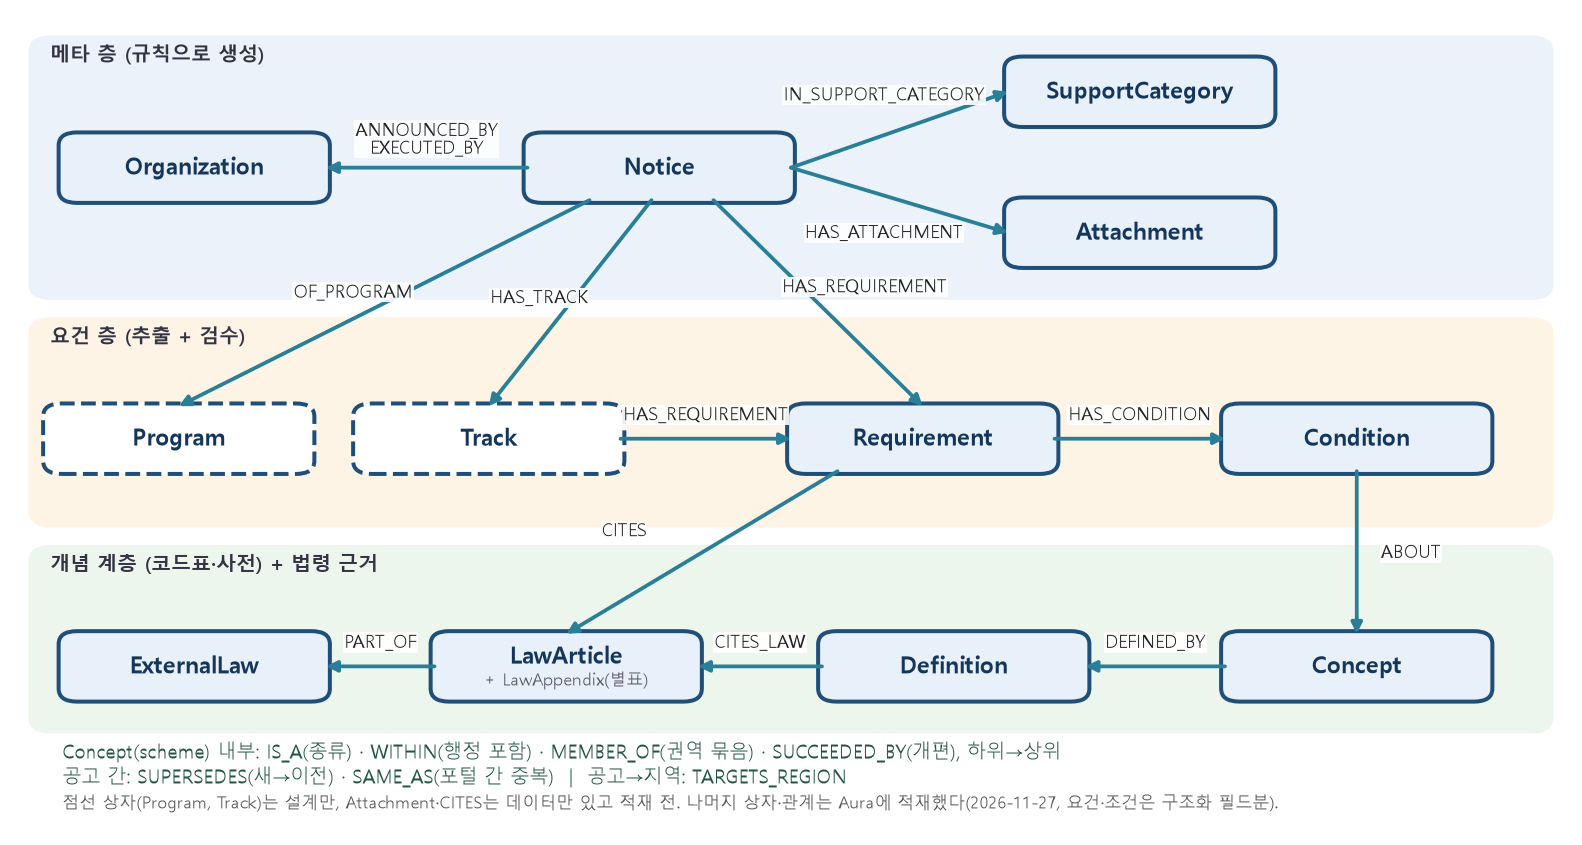 메타 층 (규칙으로 생성)
IN_SUPPORT_CATEGORY
SupportCategory
ANNOUNCED_BY
EXECUTED_BY
Organization
Notice
HAS_ATTACHMENT
Attachment
OF_PROGRAM
HAS_TRACK
HAS_REQUIREMENT
요건 층 (추출 + 검수)
Program
Track
HAS_REQUIREMENT
Requirement
HAS_CONDITION
Condition
CITES
ABOUT
개념 계층 (코드표·사전) + 법령 근거
ExternalLaw
PART_OF
LawArticle
+ LawAppendix(별표)
CITES_LAW
Definition
DEFINED_BY
Concept
Concept(scheme) 내부: IS_A(종류) · WITHIN(행정 포함) · MEMBER_OF(권역 묶음) · SUCCEEDED_BY(개편), 하위→상위
공고 간: SUPERSEDES(새→이전) · SAME_AS(포털 간 중복) | 공고→지역: TARGETS_REGION
점선 상자(Program, Track)는 설계만, Attachment·CITES는 데이터만 있고 적재 전. 나머지 상자·관계는 Aura에 적재했다(2026-11-27, 요건·조건은 구조화 필드분).